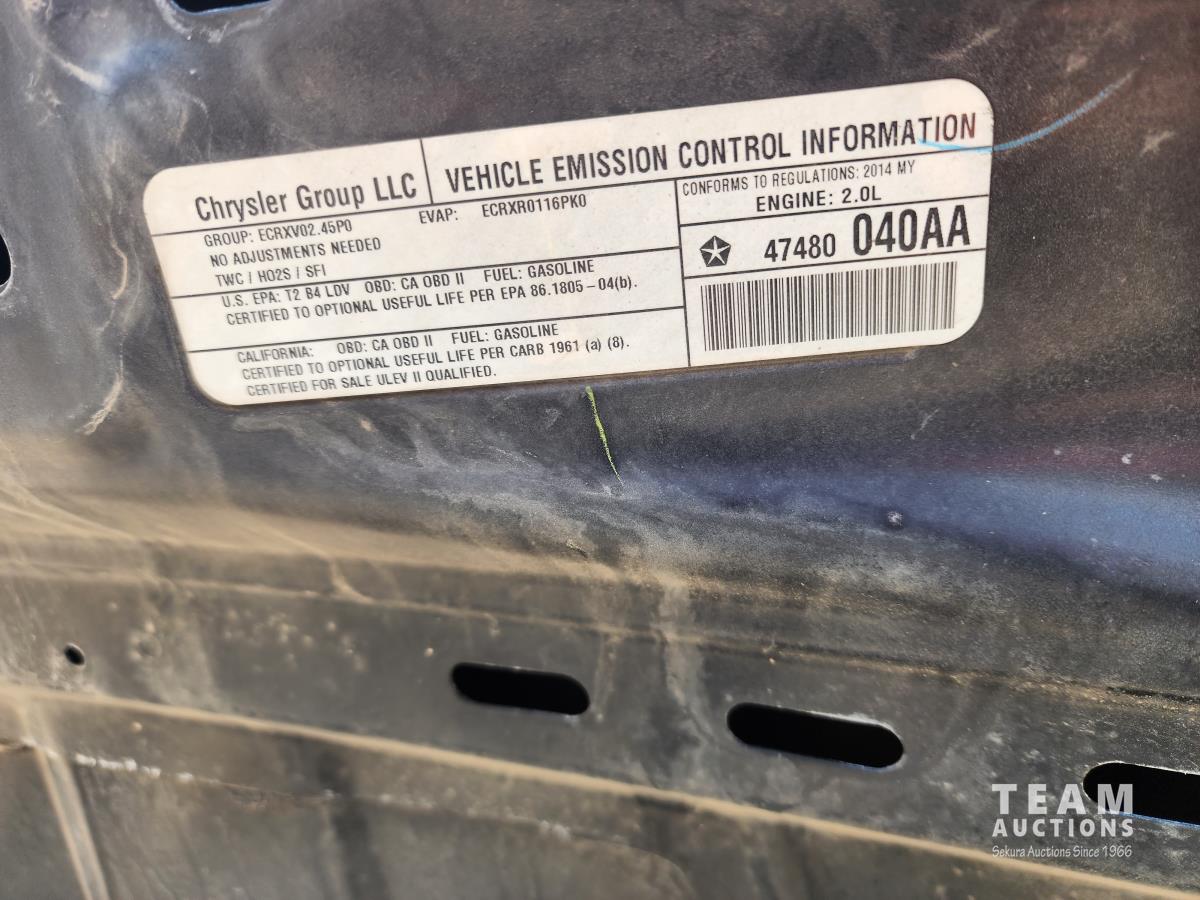 Chrysler Group LLC
VEHICLE EMISSION CONTROL INFORMATION
GROUP: ECRXV02.45P0
EVAP: ECRXR0116PK0
NO ADJUSTMENTS NEEDED
TWC / HO2S / SFI
CONFORMS TO REGULATIONS: 2014 MY
ENGINE: 2.0L
47480 040AA
U.S. EPA: T2 B4 LDV OBD: CA OBD II FUEL: GASOLINE
CERTIFIED TO OPTIONAL USEFUL LIFE PER EPA 86.1805-04(b).
CALIFORNIA: OBD: CA OBD II FUEL: GASOLINE
CERTIFIED TO OPTIONAL USEFUL LIFE PER CARB 1961 (a) (8).
CERTIFIED FOR SALE ULEV II QUALIFIED.
TEAM
AUCTIONS
Sekura Auctions Since 1966